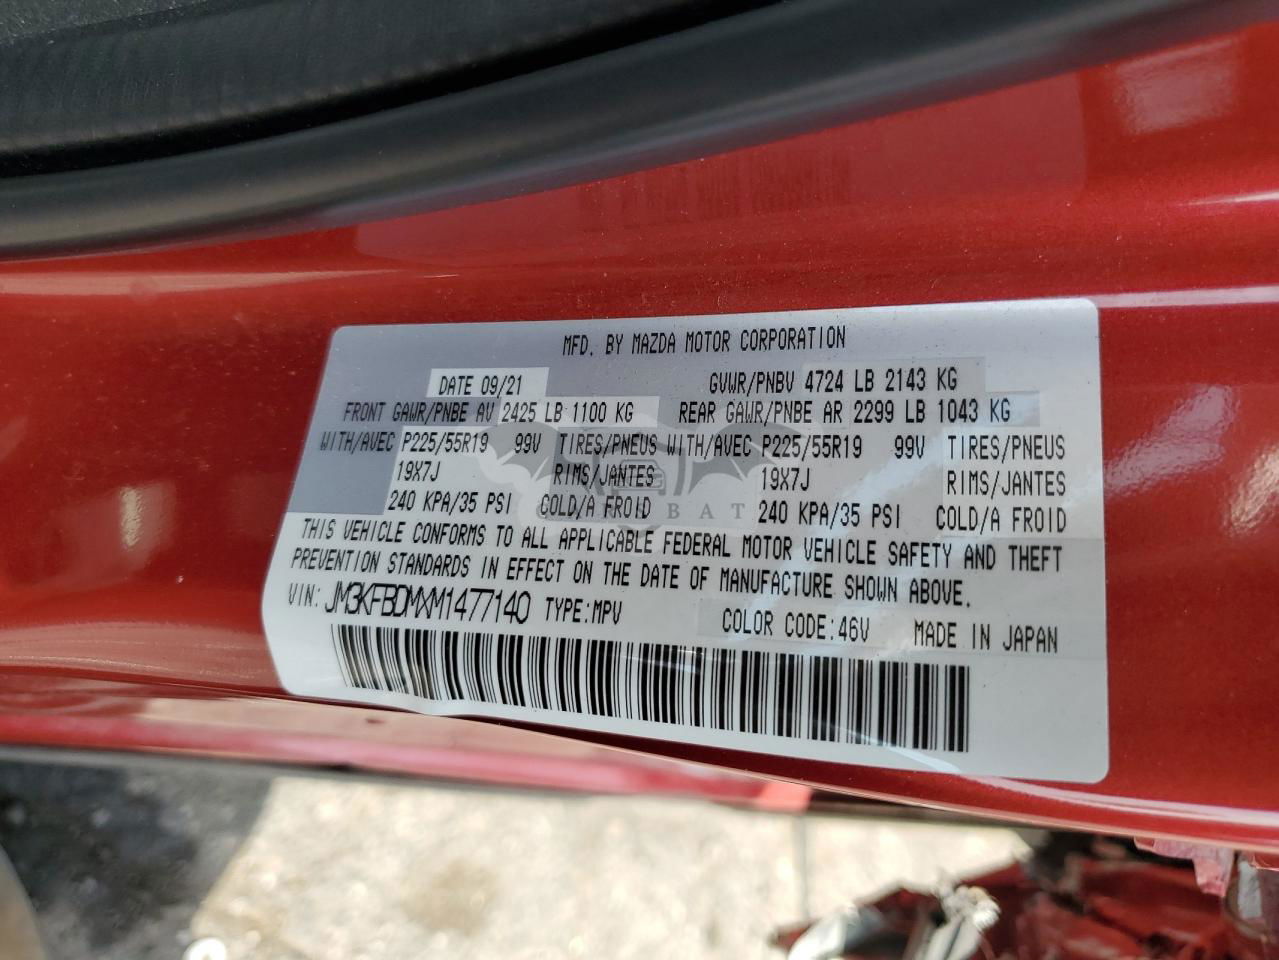 MFD. BY MAZDA MOTOR CORPORATION
DATE 09/21 GVWR/PNBV 4724 LB 2143 KG
FRONT GAWR/PNBE AV 2425 LB 1100 KG REAR GAWR/PNBE AR 2299 LB 1043 KG
WITH/AVEC P225/55R19 99V TIRES/PNEUS WITH/AVEC P225/55R19 99V TIRES/PNEUS
19X7J RIMS/JANTES 19X7J RIMS/JANTES
240 KPA/35 PSI COLD/A FROID 240 KPA/35 PSI COLD/A FROID
THIS VEHICLE CONFORMS TO ALL APPLICABLE FEDERAL MOTOR VEHICLE SAFETY AND THEFT
PREVENTION STANDARDS IN EFFECT ON THE DATE OF MANUFACTURE SHOWN ABOVE.
VIN: JM3KFBDMXM1477140 TYPE:MPV COLOR CODE:46V MADE IN JAPAN